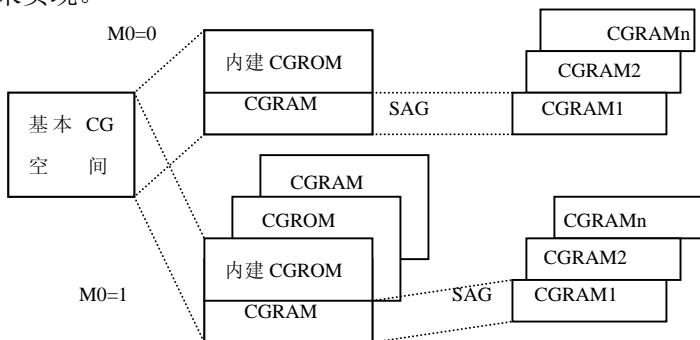 M0=0
内建 CGROM
CGRAM
SAG
CGRAMn
CGRAM2
CGRAM1
基本 CG
空 间
CGRAM
CGROM
内建 CGROM
CGRAM
M0=1
SAG
CGRAMn
CGRAM2
CGRAM1